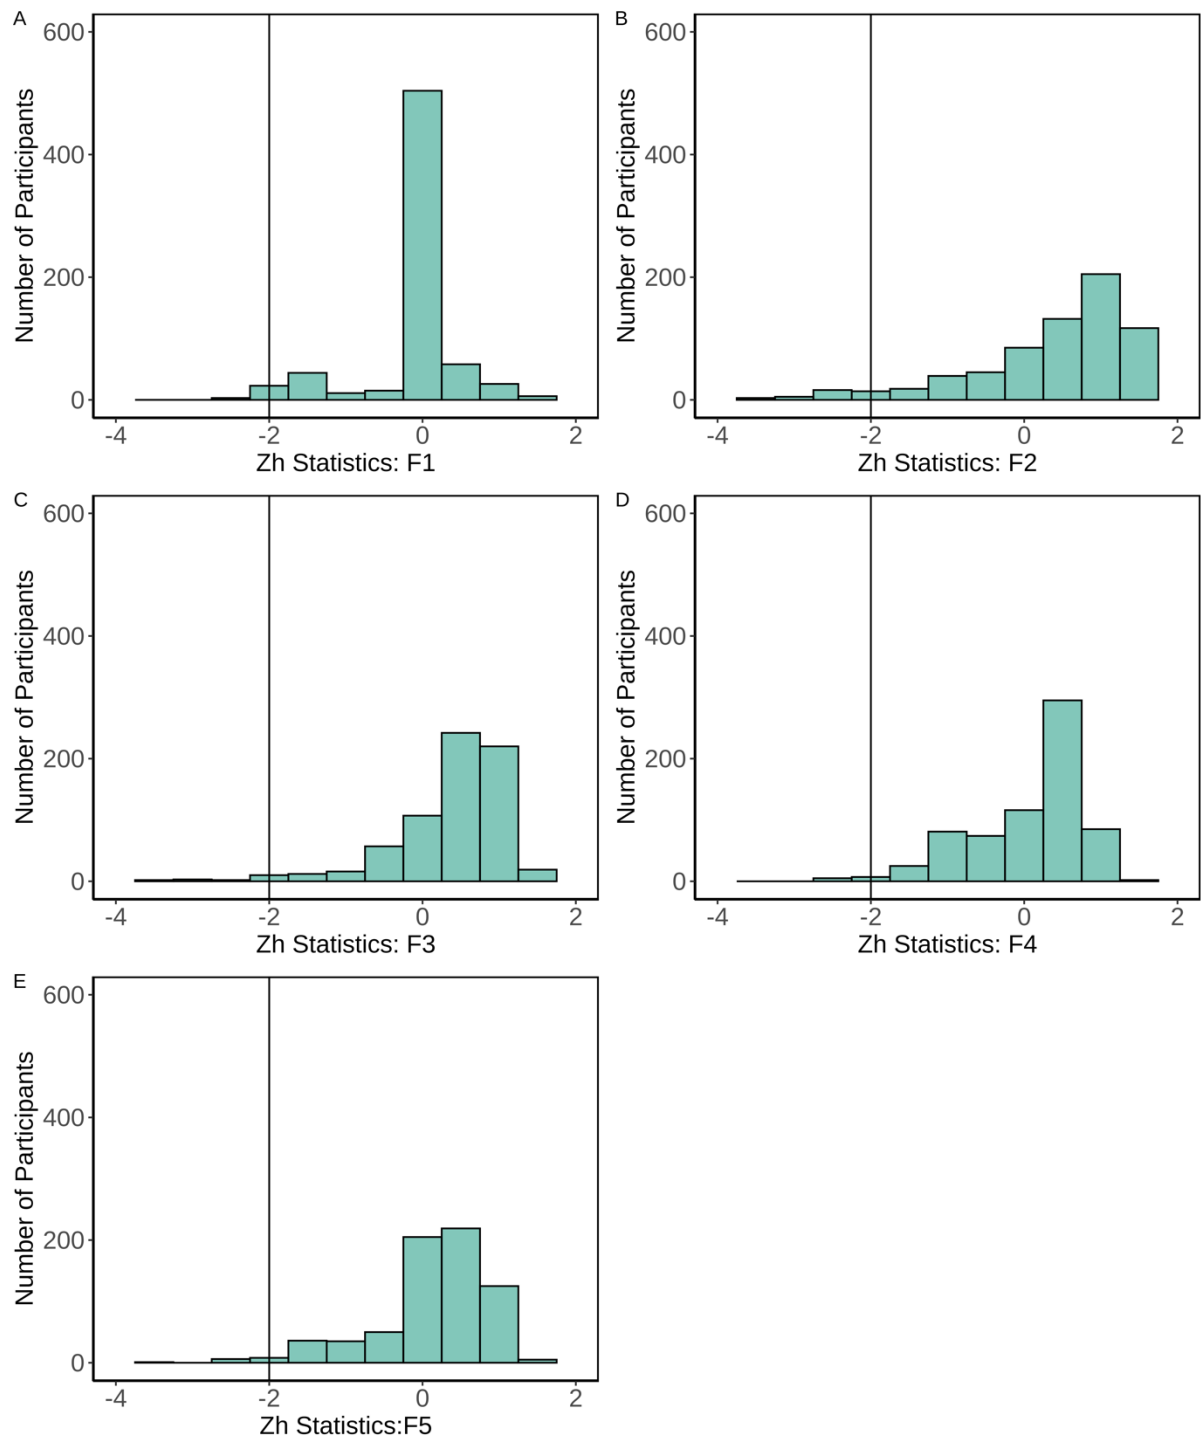 A
600
400
200
0
Number of Participants
-4 -2 0 2
Zh Statistics: F1
B
600
400
200
0
Number of Participants
-4 -2 0 2
Zh Statistics: F2
C
600
400
200
0
Number of Participants
-4 -2 0 2
Zh Statistics: F3
D
600
400
200
0
Number of Participants
-4 -2 0 2
Zh Statistics: F4
E
600
400
200
0
Number of Participants
-4 -2 0 2
Zh Statistics:F5